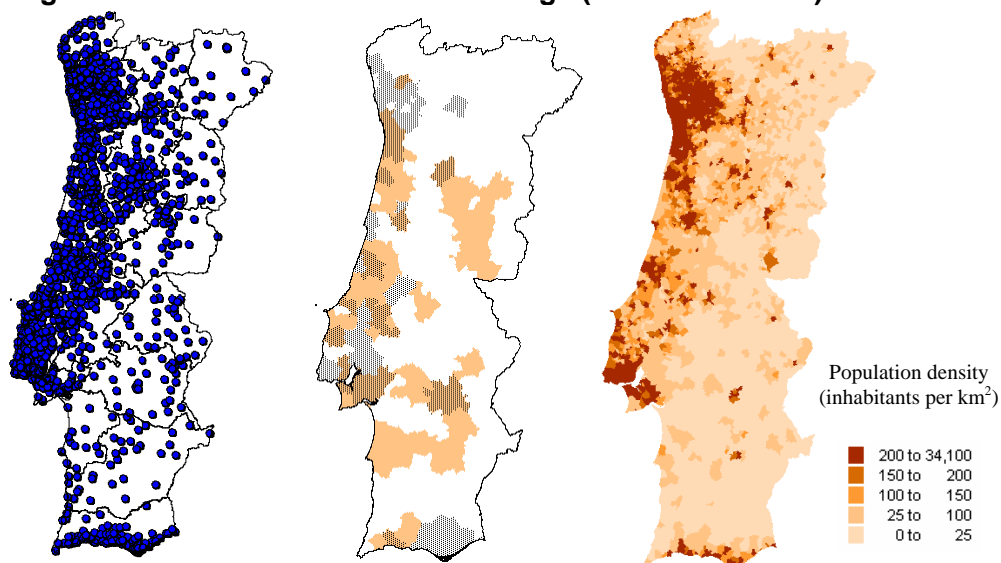 Population density
(inhabitants per km²)
200 to 34,100
150 to 200
100 to 150
25 to 100
0 to 25